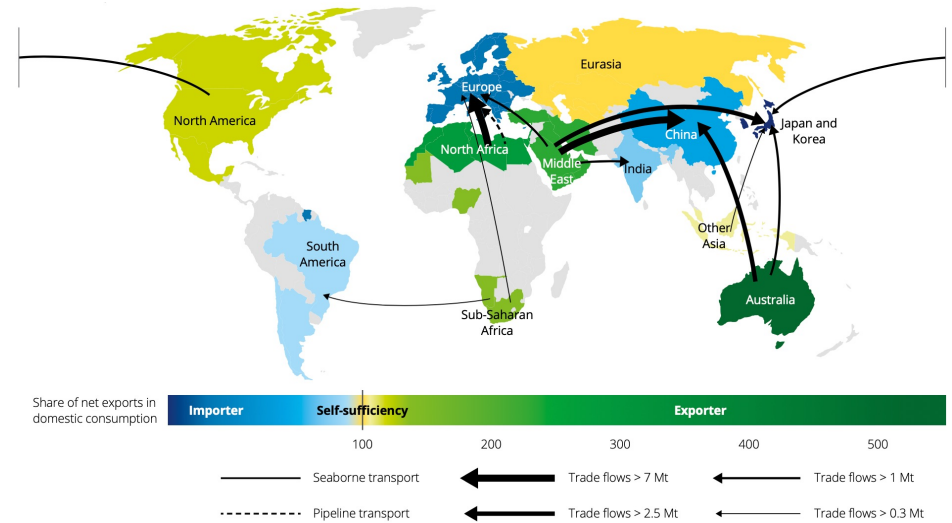 Eurasia
Europe
North America
Japan and
Korea
China
North Africa
Middle
East
India
Other
Asia
South
America
Australia
Sub-Saharan
Africa
Share of net exports in
domestic consumption
Importer
Self-sufficiency
Exporter
100
200
300
400
500
Seaborne transport
Trade flows > 7 Mt
Trade flows > 1 Mt
Pipeline transport
Trade flows > 2.5 Mt
Trade flows > 0.3 Mt